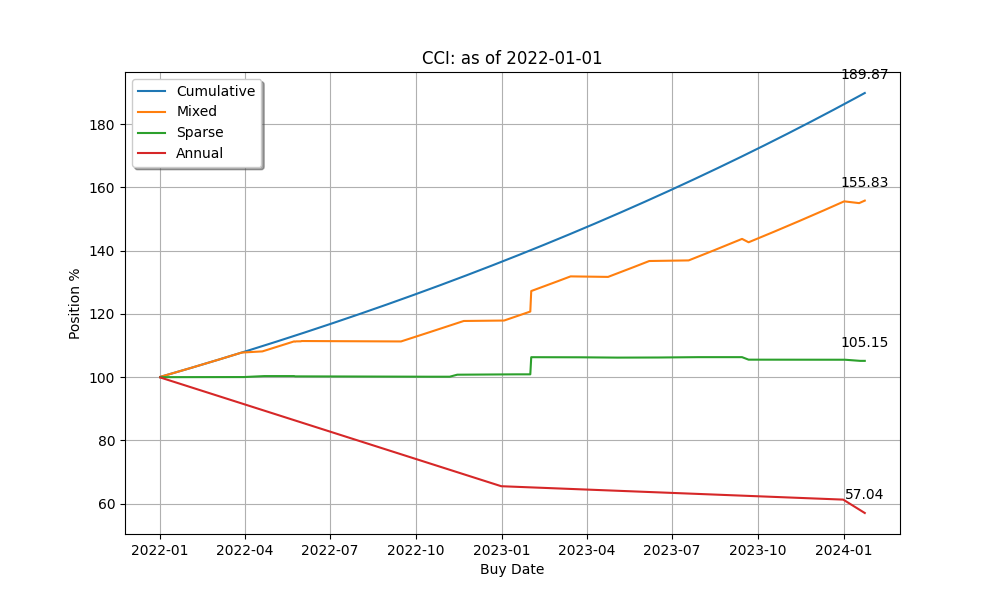 CCI: as of 2022-01-01
Cumulative
Mixed
Sparse
Annual
189.87
155.83
105.15
57.04
180
160
140
120
100
80
60
Position %
2022-01 2022-04 2022-07 2022-10 2023-01 2023-04 2023-07 2023-10 2024-01
Buy Date